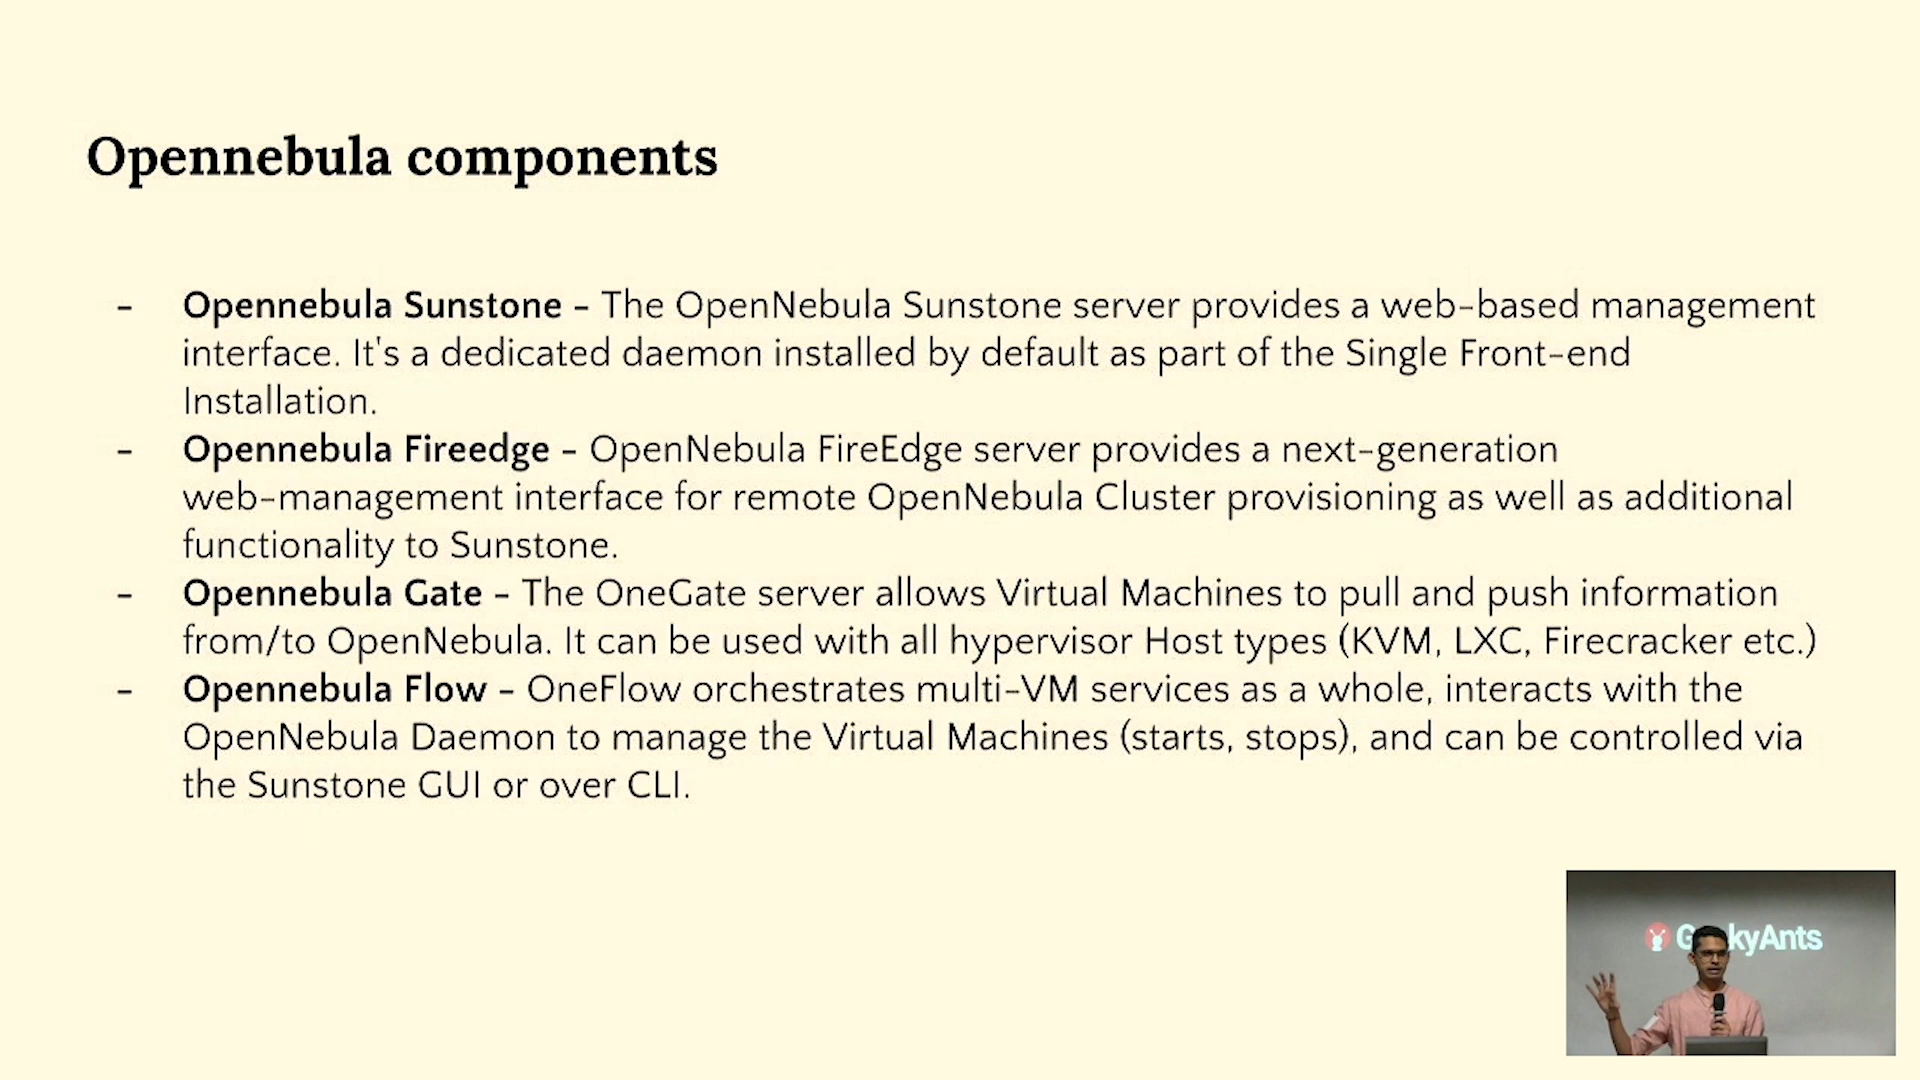 Opennebula components
- Opennebula Sunstone - The OpenNebula Sunstone server provides a web-based management
interface. It's a dedicated daemon installed by default as part of the Single Front-end
Installation.
- Opennebula Fireedge - OpenNebula FireEdge server provides a next-generation
web-management interface for remote OpenNebula Cluster provisioning as well as additional
functionality to Sunstone.
- Opennebula Gate - The OneGate server allows Virtual Machines to pull and push information
from/to OpenNebula. It can be used with all hypervisor Host types (KVM, LXC, Firecracker etc.)
- Opennebula Flow - OneFlow orchestrates multi-VM services as a whole, interacts with the
OpenNebula Daemon to manage the Virtual Machines (starts, stops), and can be controlled via
the Sunstone GUI or over CLI.
GeekyAnts